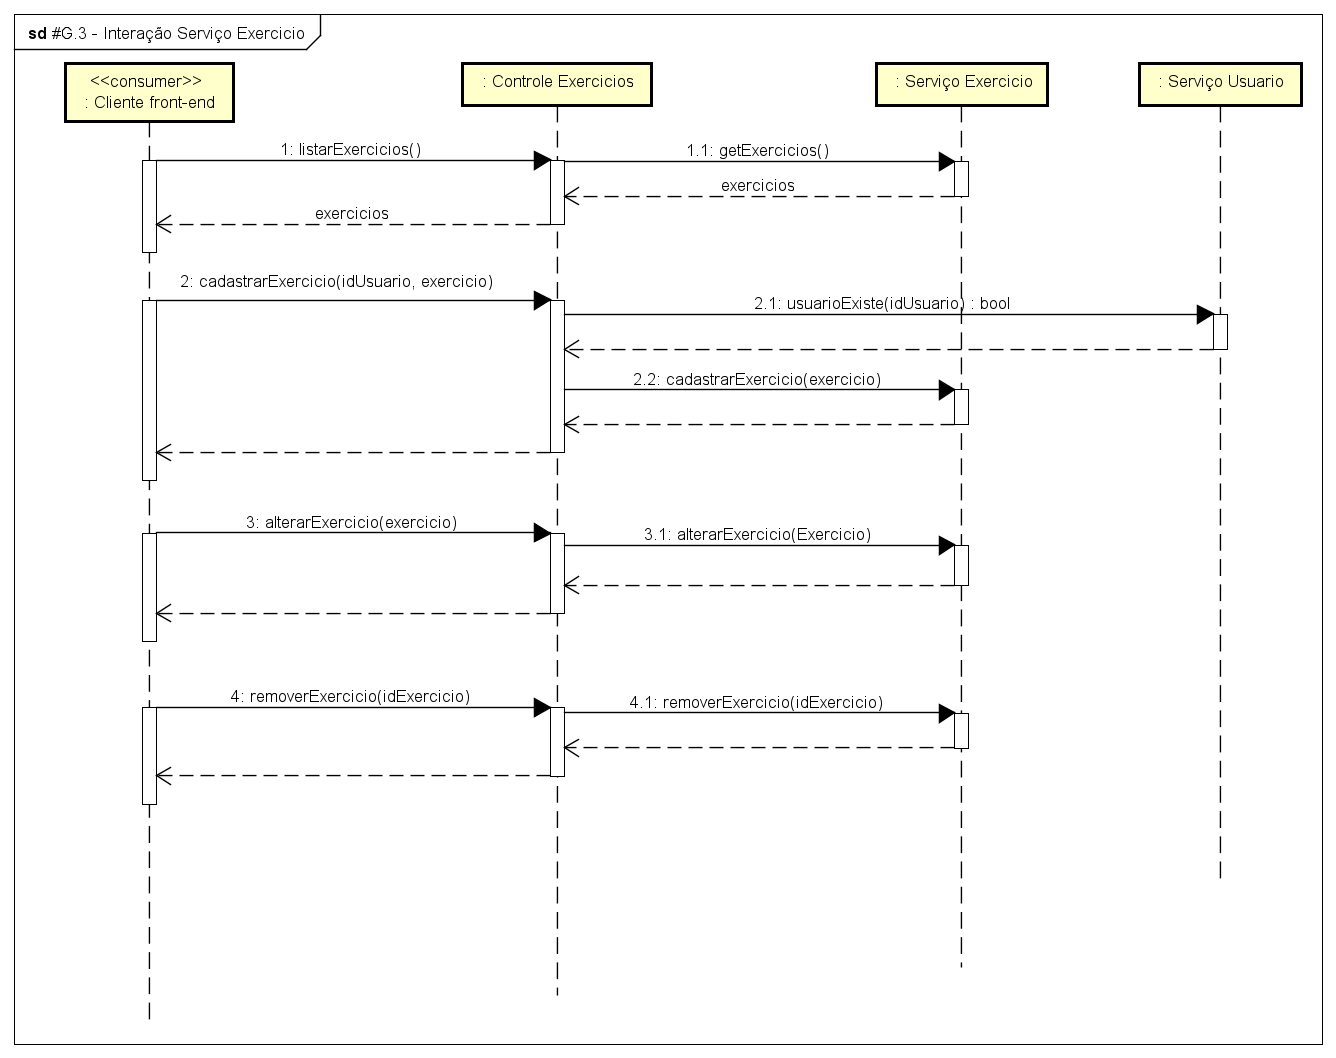 sd #G.3 - Interação Serviço Exercicio
<<consumer>>
: Cliente front-end
: Controle Exercicios
: Serviço Exercicio
: Serviço Usuario
1: listarExercicios()
1.1: getExercicios()
exercicios
exercicios
2: cadastrarExercicio(idUsuario, exercicio)
2.1: usuarioExiste(idUsuario) : bool
2.2: cadastrarExercicio(exercicio)
3: alterarExercicio(exercicio)
3.1: alterarExercicio(Exercicio)
4: removerExercicio(idExercicio)
4.1: removerExercicio(idExercicio)